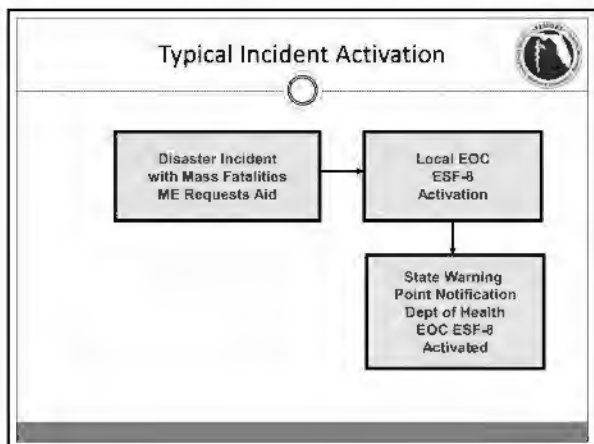 Typical Incident Activation
Disaster Incident
with Mass Fatalities
ME Requests Aid
Local EOC
ESF-8
Activation
State Warning
Point Notification
Dept of Health
EOC ESF-8
Activated